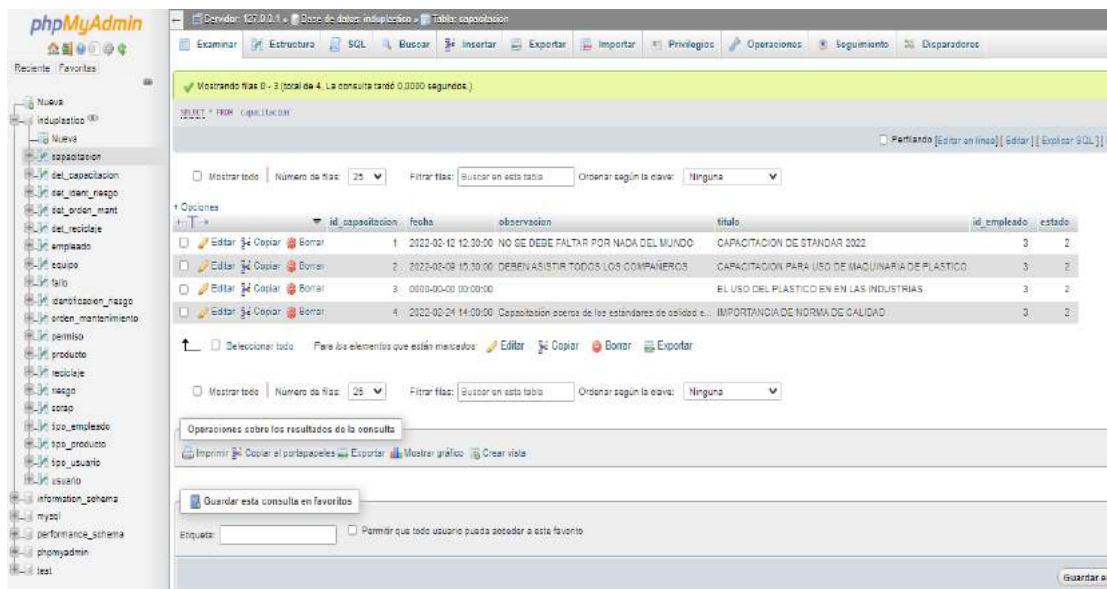 phpMyAdmin
Reciente Favoritas
Nueva
induplastico
Nueva
capacitacion
det_capacitacion
det_ident_riesgo
det_orden_mant
det_reciclaje
empleado
equipo
fallo
identificacion_riesgo
orden_mantenimiento
permiso
producto
reciclaje
riesgo
scrap
tipo_empleado
tipo_producto
tipo_usuario
usuario
information_schema
mysql
performance_schema
phpmyadmin
test
Servidor: 127.0.0.1 » Base de datos: induplastico » Tabla: capacitacion
Examinar Estructura SQL Buscar Insertar Exportar Importar Privilegios Operaciones Seguimiento Disparadores
Mostrando filas 0 - 3 (total de 4, La consulta tardó 0,0000 segundos.)
SELECT * FROM `capacitacion`
Perfilando [Editar en línea] [ Editar ] [ Explicar SQL ] [
Mostrar todo Número de filas: 25 Filtrar filas: Buscar en esta tabla Ordenar según la clave: Ninguna
+ Opciones
id_capacitacion fecha observacion titulo id_empleado estado
Editar Copiar Borrar 1 2022-02-12 12:30:00 NO SE DEBE FALTAR POR NADA DEL MUNDO CAPACITACION DE STANDAR 2022 3 2
Editar Copiar Borrar 2 2022-02-09 15:30:00 DEBEN ASISTIR TODOS LOS COMPAÑEROS CAPACITACION PARA USO DE MAQUINARIA DE PLASTICO 3 2
Editar Copiar Borrar 3 0000-00-00 00:00:00 EL USO DEL PLASTICO EN EN LAS INDUSTRIAS 3 2
Editar Copiar Borrar 4 2022-02-24 14:00:00 Capacitacion acerca de los estandares de calidad e... IMPORTANCIA DE NORMA DE CALIDAD 3 2
Seleccionar todo Para los elementos que están marcados: Editar Copiar Borrar Exportar
Mostrar todo Número de filas: 25 Filtrar filas: Buscar en esta tabla Ordenar según la clave: Ninguna
Operaciones sobre los resultados de la consulta
Imprimir Copiar al portapapeles Exportar Mostrar gráfico Crear vista
Guardar esta consulta en favoritos
Etiqueta: Permitir que todo usuario pueda acceder a este favorito
Guardar e